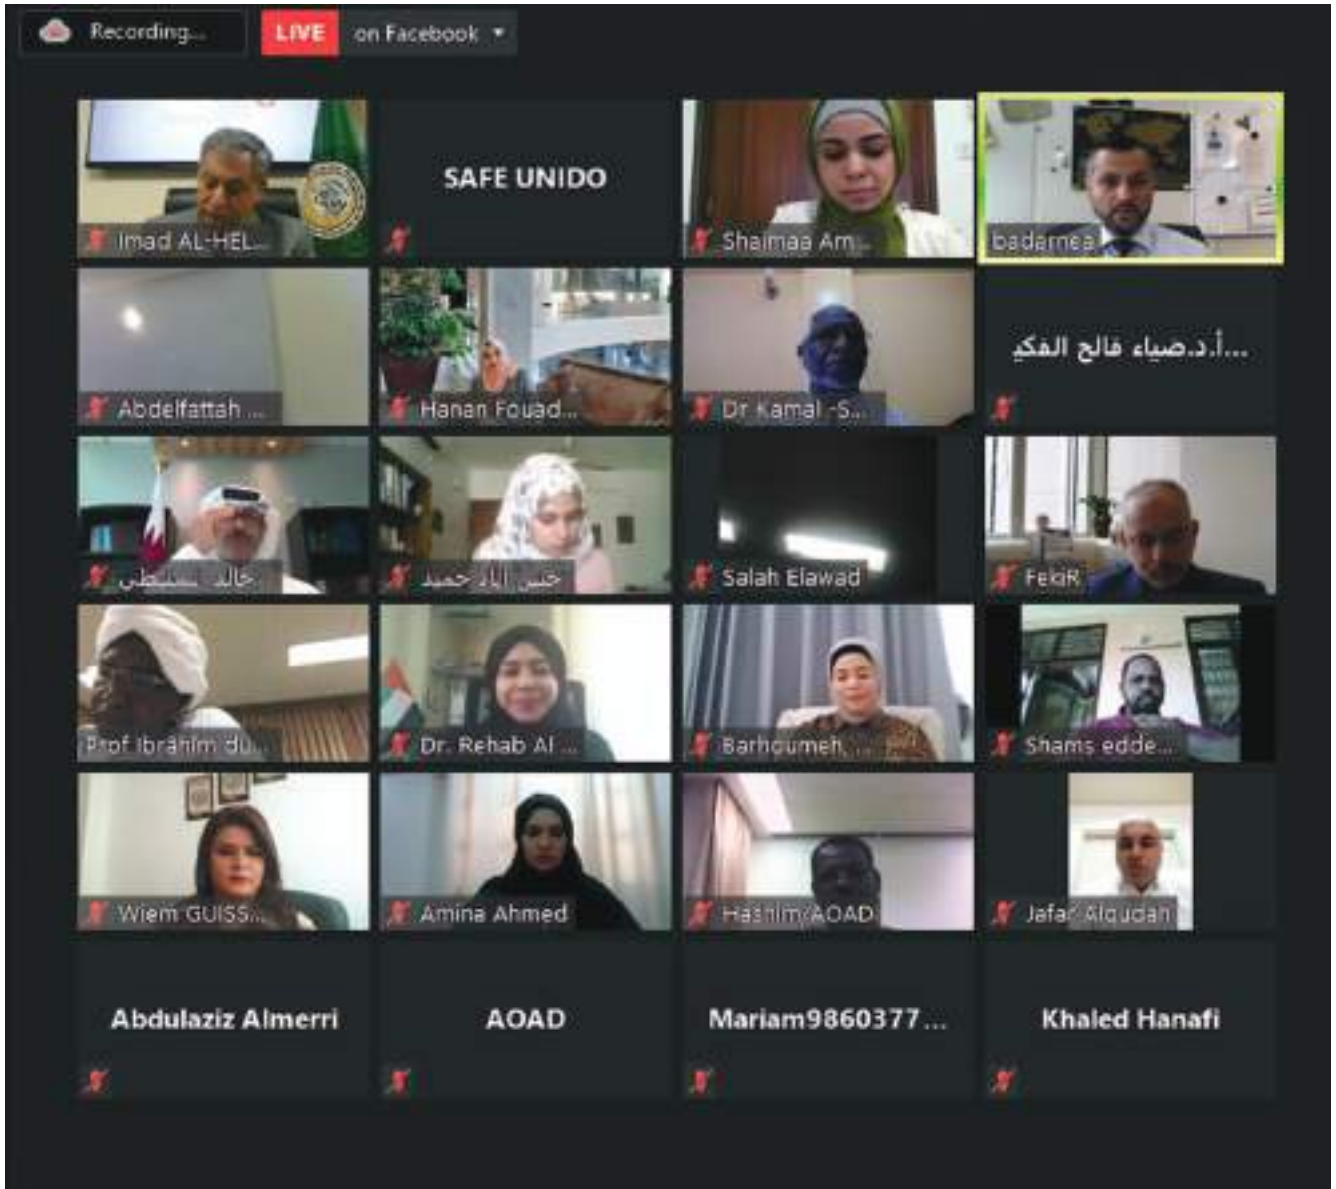 Recording...
LIVE on Facebook
Imad AL-HEL...
SAFE UNIDO
Shaimaa Am...
badarnea
Abdelfattah ...
Hanan Fouad...
Dr Kamal -S...
أ.د.ضياء فالح الفكي...
خالد
حميد
Salah Elawad
FekiR
Prof Ibrahim du...
Dr. Rehab Al ...
Barhoumeh, ...
Shams edde...
Wiem GUISS...
Amina Ahmed
Hashim/AOAD
Jafar Alqudah
Abdulaziz Almerri
AOAD
Mariam9860377...
Khaled Hanafi